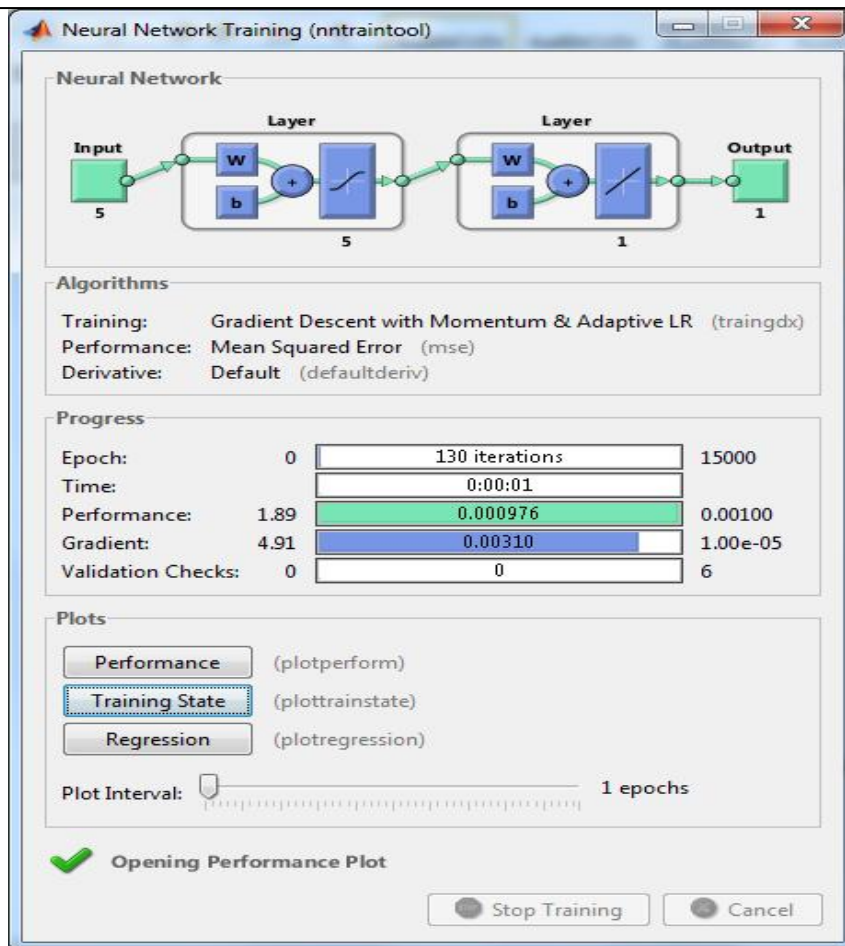 Neural Network Training (nntraintool)
Neural Network
Layer Layer
Input Output
W W
+ +
b b
5 1
5 1
Algorithms
Training: Gradient Descent with Momentum & Adaptive LR (traingdx)
Performance: Mean Squared Error (mse)
Derivative: Default (defaultderiv)
Progress
Epoch: 0 130 iterations 15000
Time: 0:00:01
Performance: 1.89 0.000976 0.00100
Gradient: 4.91 0.00310 1.00e-05
Validation Checks: 0 0 6
Plots
Performance (plotperform)
Training State (plottrainstate)
Regression (plotregression)
Plot Interval: 1 epochs
Opening Performance Plot
Stop Training Cancel